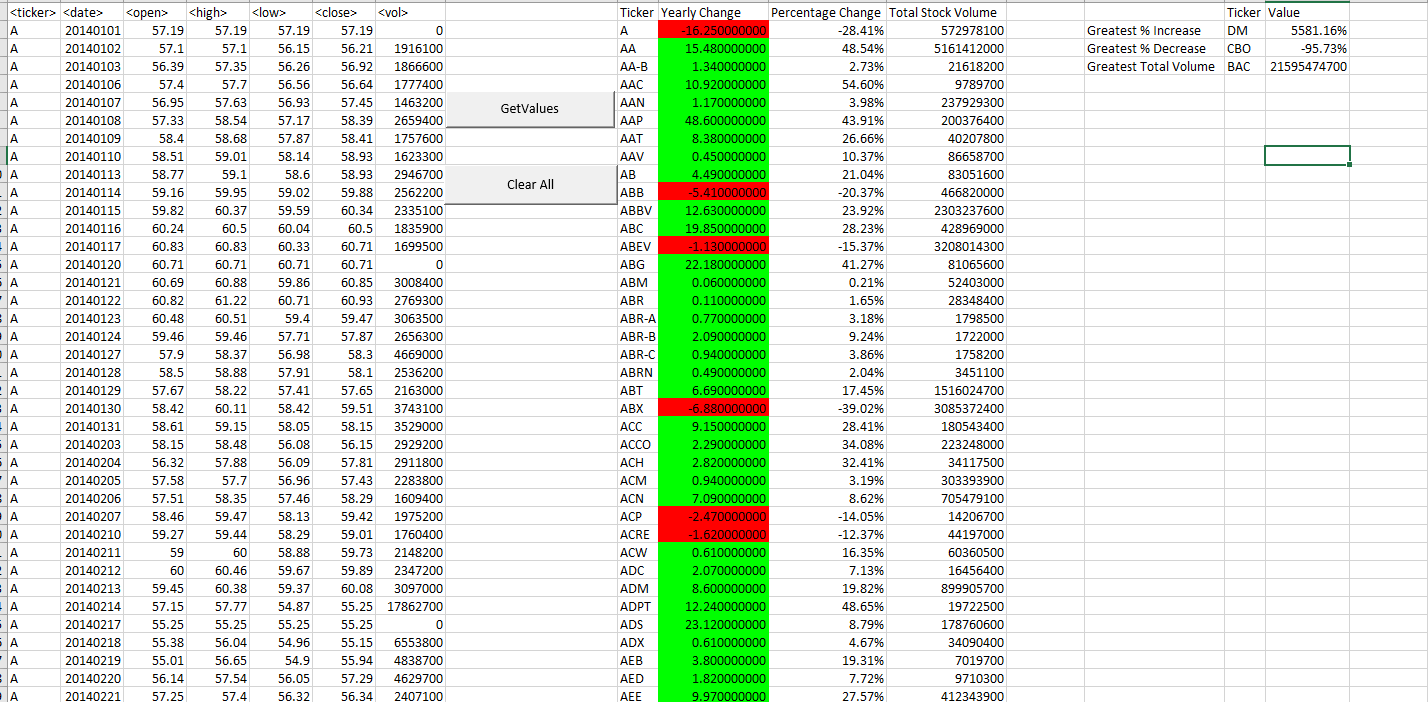 <ticker> <date> <open> <high> <low> <close> <vol> Ticker Yearly Change Percentage Change Total Stock Volume Ticker Value
A 20140101 57.19 57.19 57.19 57.19 0 A -16.250000000 -28.41% 572978100 Greatest % Increase DM 5581.16%
A 20140102 57.1 57.1 56.15 56.21 1916100 AA 15.480000000 48.54% 5161412000 Greatest % Decrease CBO -95.73%
A 20140103 56.39 57.35 56.26 56.92 1866600 AA-B 1.340000000 2.73% 21618200 Greatest Total Volume BAC 21595474700
A 20140106 57.4 57.7 56.56 56.64 1777400 AAC 10.920000000 54.60% 9789700
A 20140107 56.95 57.63 56.93 57.45 1463200 GetValues AAN 1.170000000 3.98% 237929300
A 20140108 57.33 58.54 57.17 58.39 2659400 AAP 48.600000000 43.91% 200376400
A 20140109 58.4 58.68 57.87 58.41 1757600 AAT 8.380000000 26.66% 40207800
A 20140110 58.51 59.01 58.14 58.93 1623300 AAV 0.450000000 10.37% 86658700
A 20140113 58.77 59.1 58.6 58.93 2946700 AB 4.490000000 21.04% 83051600
A 20140114 59.16 59.95 59.02 59.88 2562200 Clear All ABB -5.410000000 -20.37% 466820000
A 20140115 59.82 60.37 59.59 60.34 2335100 ABBV 12.630000000 23.92% 2303237600
A 20140116 60.24 60.5 60.04 60.5 1835900 ABC 19.850000000 28.23% 428969000
A 20140117 60.83 60.83 60.33 60.71 1699500 ABEV -1.130000000 -15.37% 3208014300
A 20140120 60.71 60.71 60.71 60.71 0 ABG 22.180000000 41.27% 81065600
A 20140121 60.69 60.88 59.86 60.85 3008400 ABM 0.060000000 0.21% 52403000
A 20140122 60.82 61.22 60.71 60.93 2769300 ABR 0.110000000 1.65% 28348400
A 20140123 60.48 60.51 59.4 59.47 3063500 ABR-A 0.770000000 3.18% 1798500
A 20140124 59.46 59.46 57.71 57.87 2656300 ABR-B 2.090000000 9.24% 1722000
A 20140127 57.9 58.37 56.98 58.3 4669000 ABR-C 0.940000000 3.86% 1758200
A 20140128 58.5 58.88 57.91 58.1 2536200 ABRN 0.490000000 2.04% 3451100
A 20140129 57.67 58.22 57.41 57.65 2163000 ABT 6.690000000 17.45% 1516024700
A 20140130 58.42 60.11 58.42 59.51 3743100 ABX -6.880000000 -39.02% 3085372400
A 20140131 58.61 59.15 58.05 58.15 3529000 ACC 9.150000000 28.41% 180543400
A 20140203 58.15 58.48 56.08 56.15 2929200 ACCO 2.290000000 34.08% 223248000
A 20140204 56.32 57.88 56.09 57.81 2911800 ACH 2.820000000 32.41% 34117500
A 20140205 57.58 57.7 56.96 57.43 2283800 ACM 0.940000000 3.19% 303393900
A 20140206 57.51 58.35 57.46 58.29 1609400 ACN 7.090000000 8.62% 705479100
A 20140207 58.46 59.47 58.13 59.42 1975200 ACP -2.470000000 -14.05% 14206700
A 20140210 59.27 59.44 58.29 59.01 1760400 ACRE -1.620000000 -12.37% 44197000
A 20140211 59 60 58.88 59.73 2148200 ACW 0.610000000 16.35% 60360500
A 20140212 60 60.46 59.67 59.89 2347200 ADC 2.070000000 7.13% 16456400
A 20140213 59.45 60.38 59.37 60.08 3097000 ADM 8.600000000 19.82% 899905700
A 20140214 57.15 57.77 54.87 55.25 17862700 ADPT 12.240000000 48.65% 19722500
A 20140217 55.25 55.25 55.25 55.25 0 ADS 23.120000000 8.79% 178760600
A 20140218 55.38 56.04 54.96 55.15 6553800 ADX 0.610000000 4.67% 34090400
A 20140219 55.01 56.65 54.9 55.94 4838700 AEB 3.800000000 19.31% 7019700
A 20140220 56.14 57.54 56.05 57.29 4629700 AED 1.820000000 7.72% 9710300
A 20140221 57.25 57.4 56.32 56.34 2407100 AEE 9.970000000 27.57% 412343900